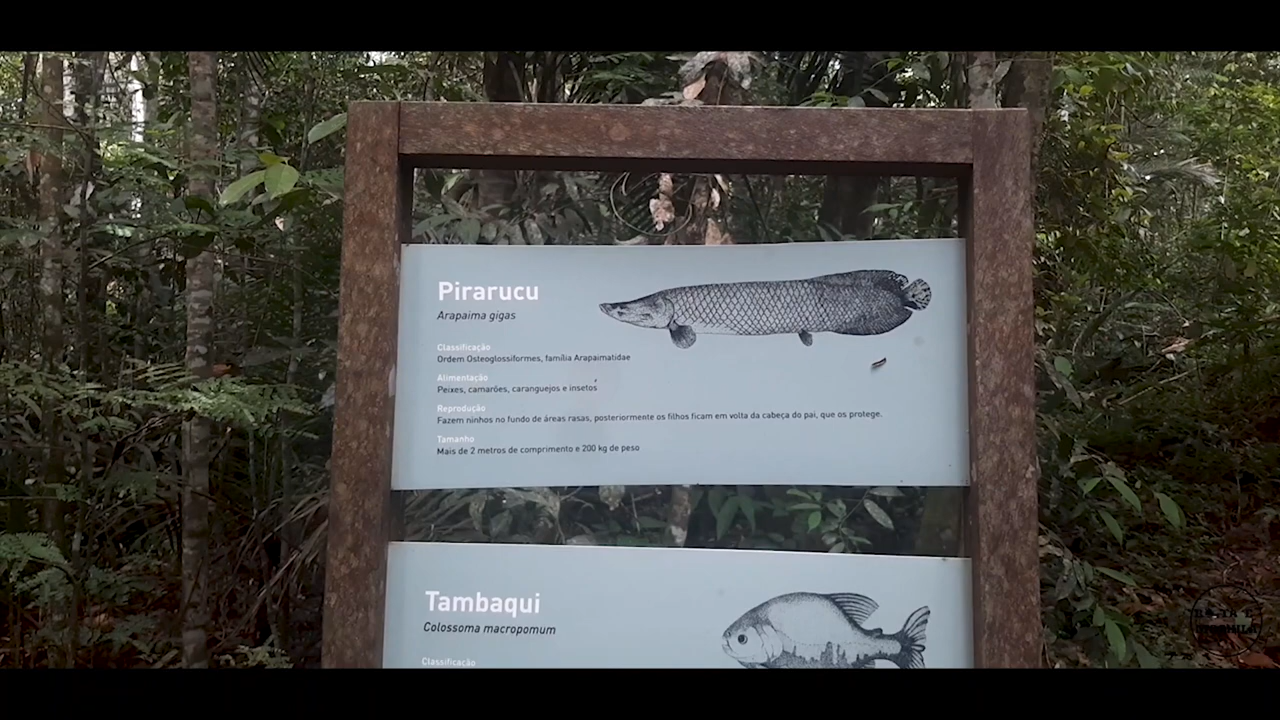 Pirarucu
Arapaima gigas
Classificação
Ordem Osteoglossiformes, família Arapaimatidae
Alimentação
Peixes, camarões, caranguejos e insetos
Reprodução
Fazem ninhos no fundo de áreas rasas, posteriormente os filhos ficam em volta da cabeça do pai, que os protege.
Tamanho
Mais de 2 metros de comprimento e 200 kg de peso
Tambaqui
Colossoma macropomum
Classificação